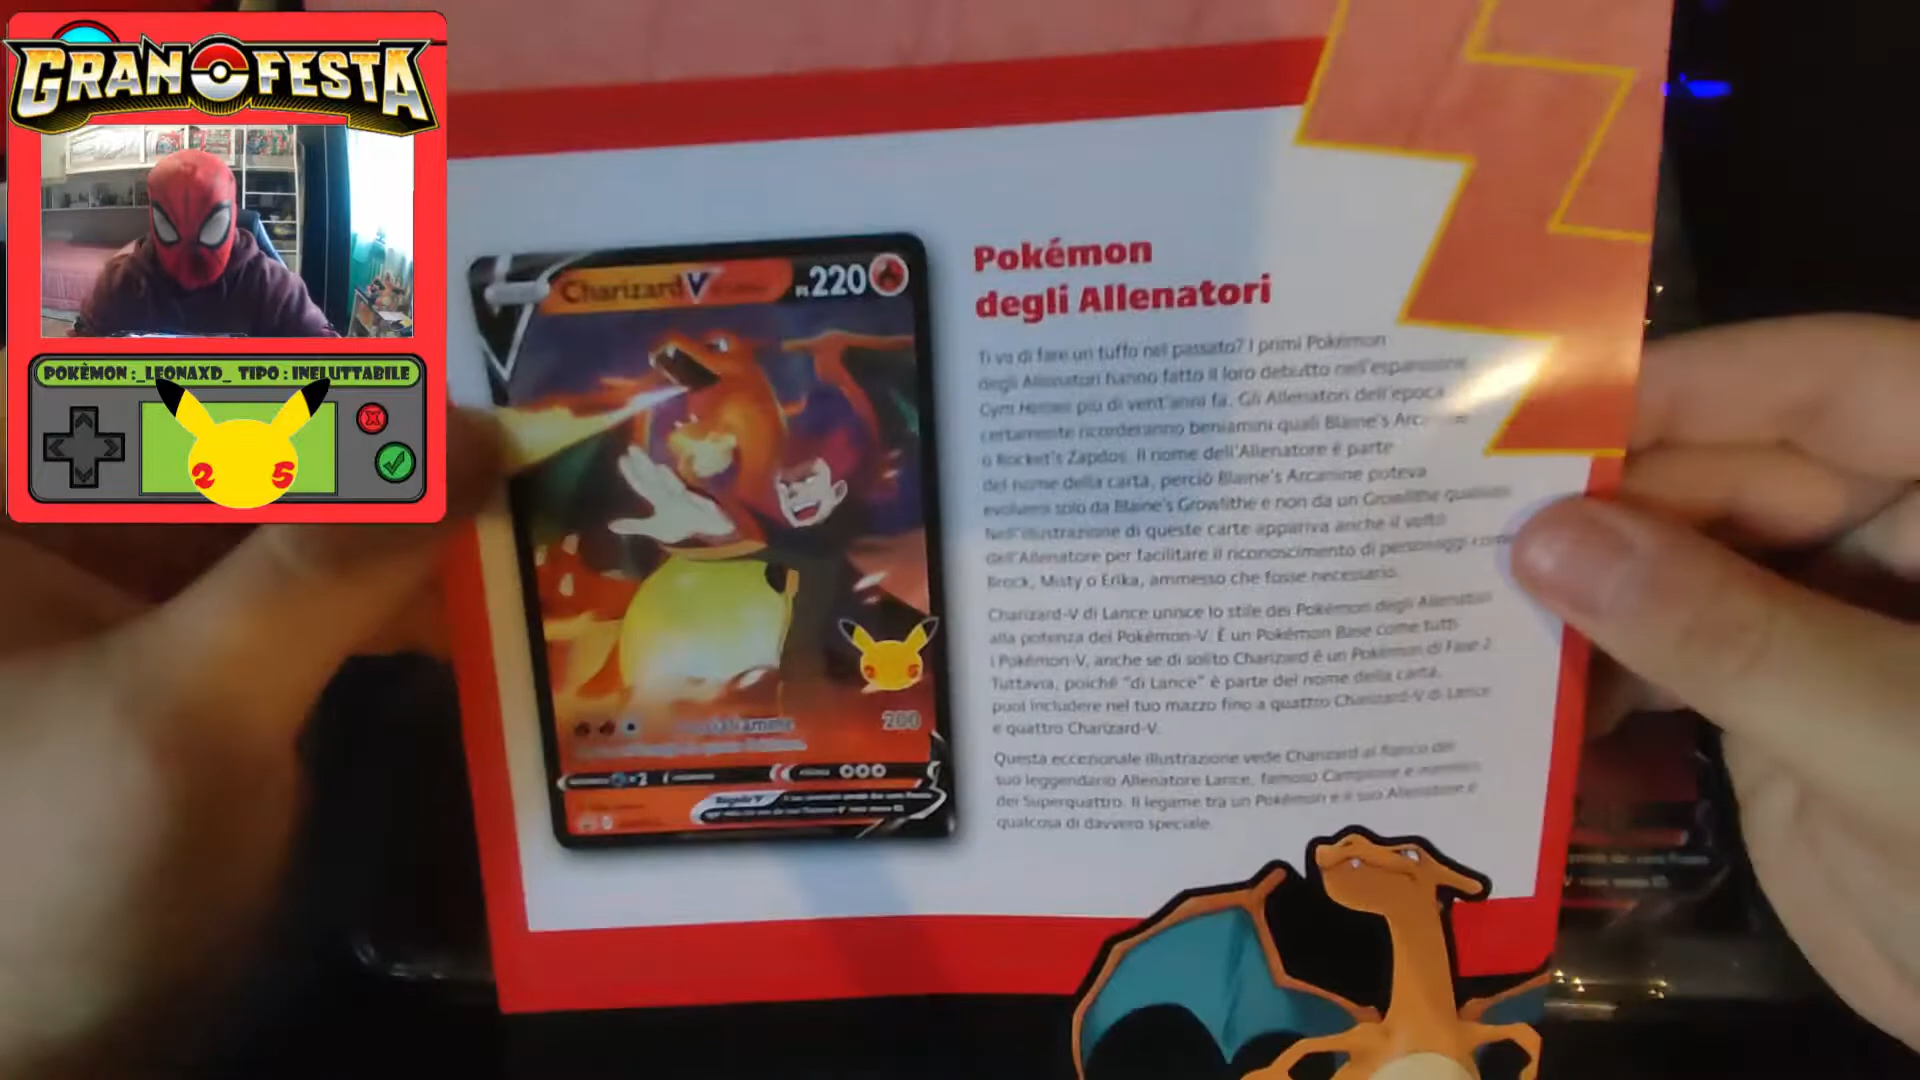 GRAN FESTA
POKÈMON :_LEONAXD_ TIPO : INELUTTABILE
2 5
Charizard V
PS 220
200
×2
Regola V
2 5
Pokémon
degli Allenatori
Ti va di fare un tuffo nel passato? I primi Pokémon
degli Allenatori hanno fatto il loro debutto nell'espansione
Gym Heroes più di vent'anni fa. Gli Allenatori dell'epoca
certamente ricorderanno beniamini quali Blaine's
o Rocket's Zapdos. Il nome dell'Allenatore è parte
del nome della carta, perciò Blaine's Arcanine poteva
evolversi solo da Blaine's Growlithe e non da un Growlithe qualsiasi.
Nell'illustrazione di queste carte appariva anche il volto
dell'Allenatore per facilitare il riconoscimento di personaggi come
Brock, Misty o Erika, ammesso che fosse necessario.
Charizard-V di Lance unisce lo stile dei Pokémon degli Allenatori
alla potenza dei Pokémon-V. È un Pokémon Base come tutti
i Pokémon-V, anche se di solito Charizard è un Pokémon di Fase 2.
Tuttavia, poiché "di Lance" è parte del nome della carta,
puoi includere nel tuo mazzo fino a quattro Charizard-V di Lance
e quattro Charizard-V.
Questa eccezionale illustrazione vede Charizard al fianco del
suo leggendario Allenatore Lance, famoso Campione e membro
dei Superquattro. Il legame tra un Pokémon e il suo Allenatore è
qualcosa di davvero speciale.